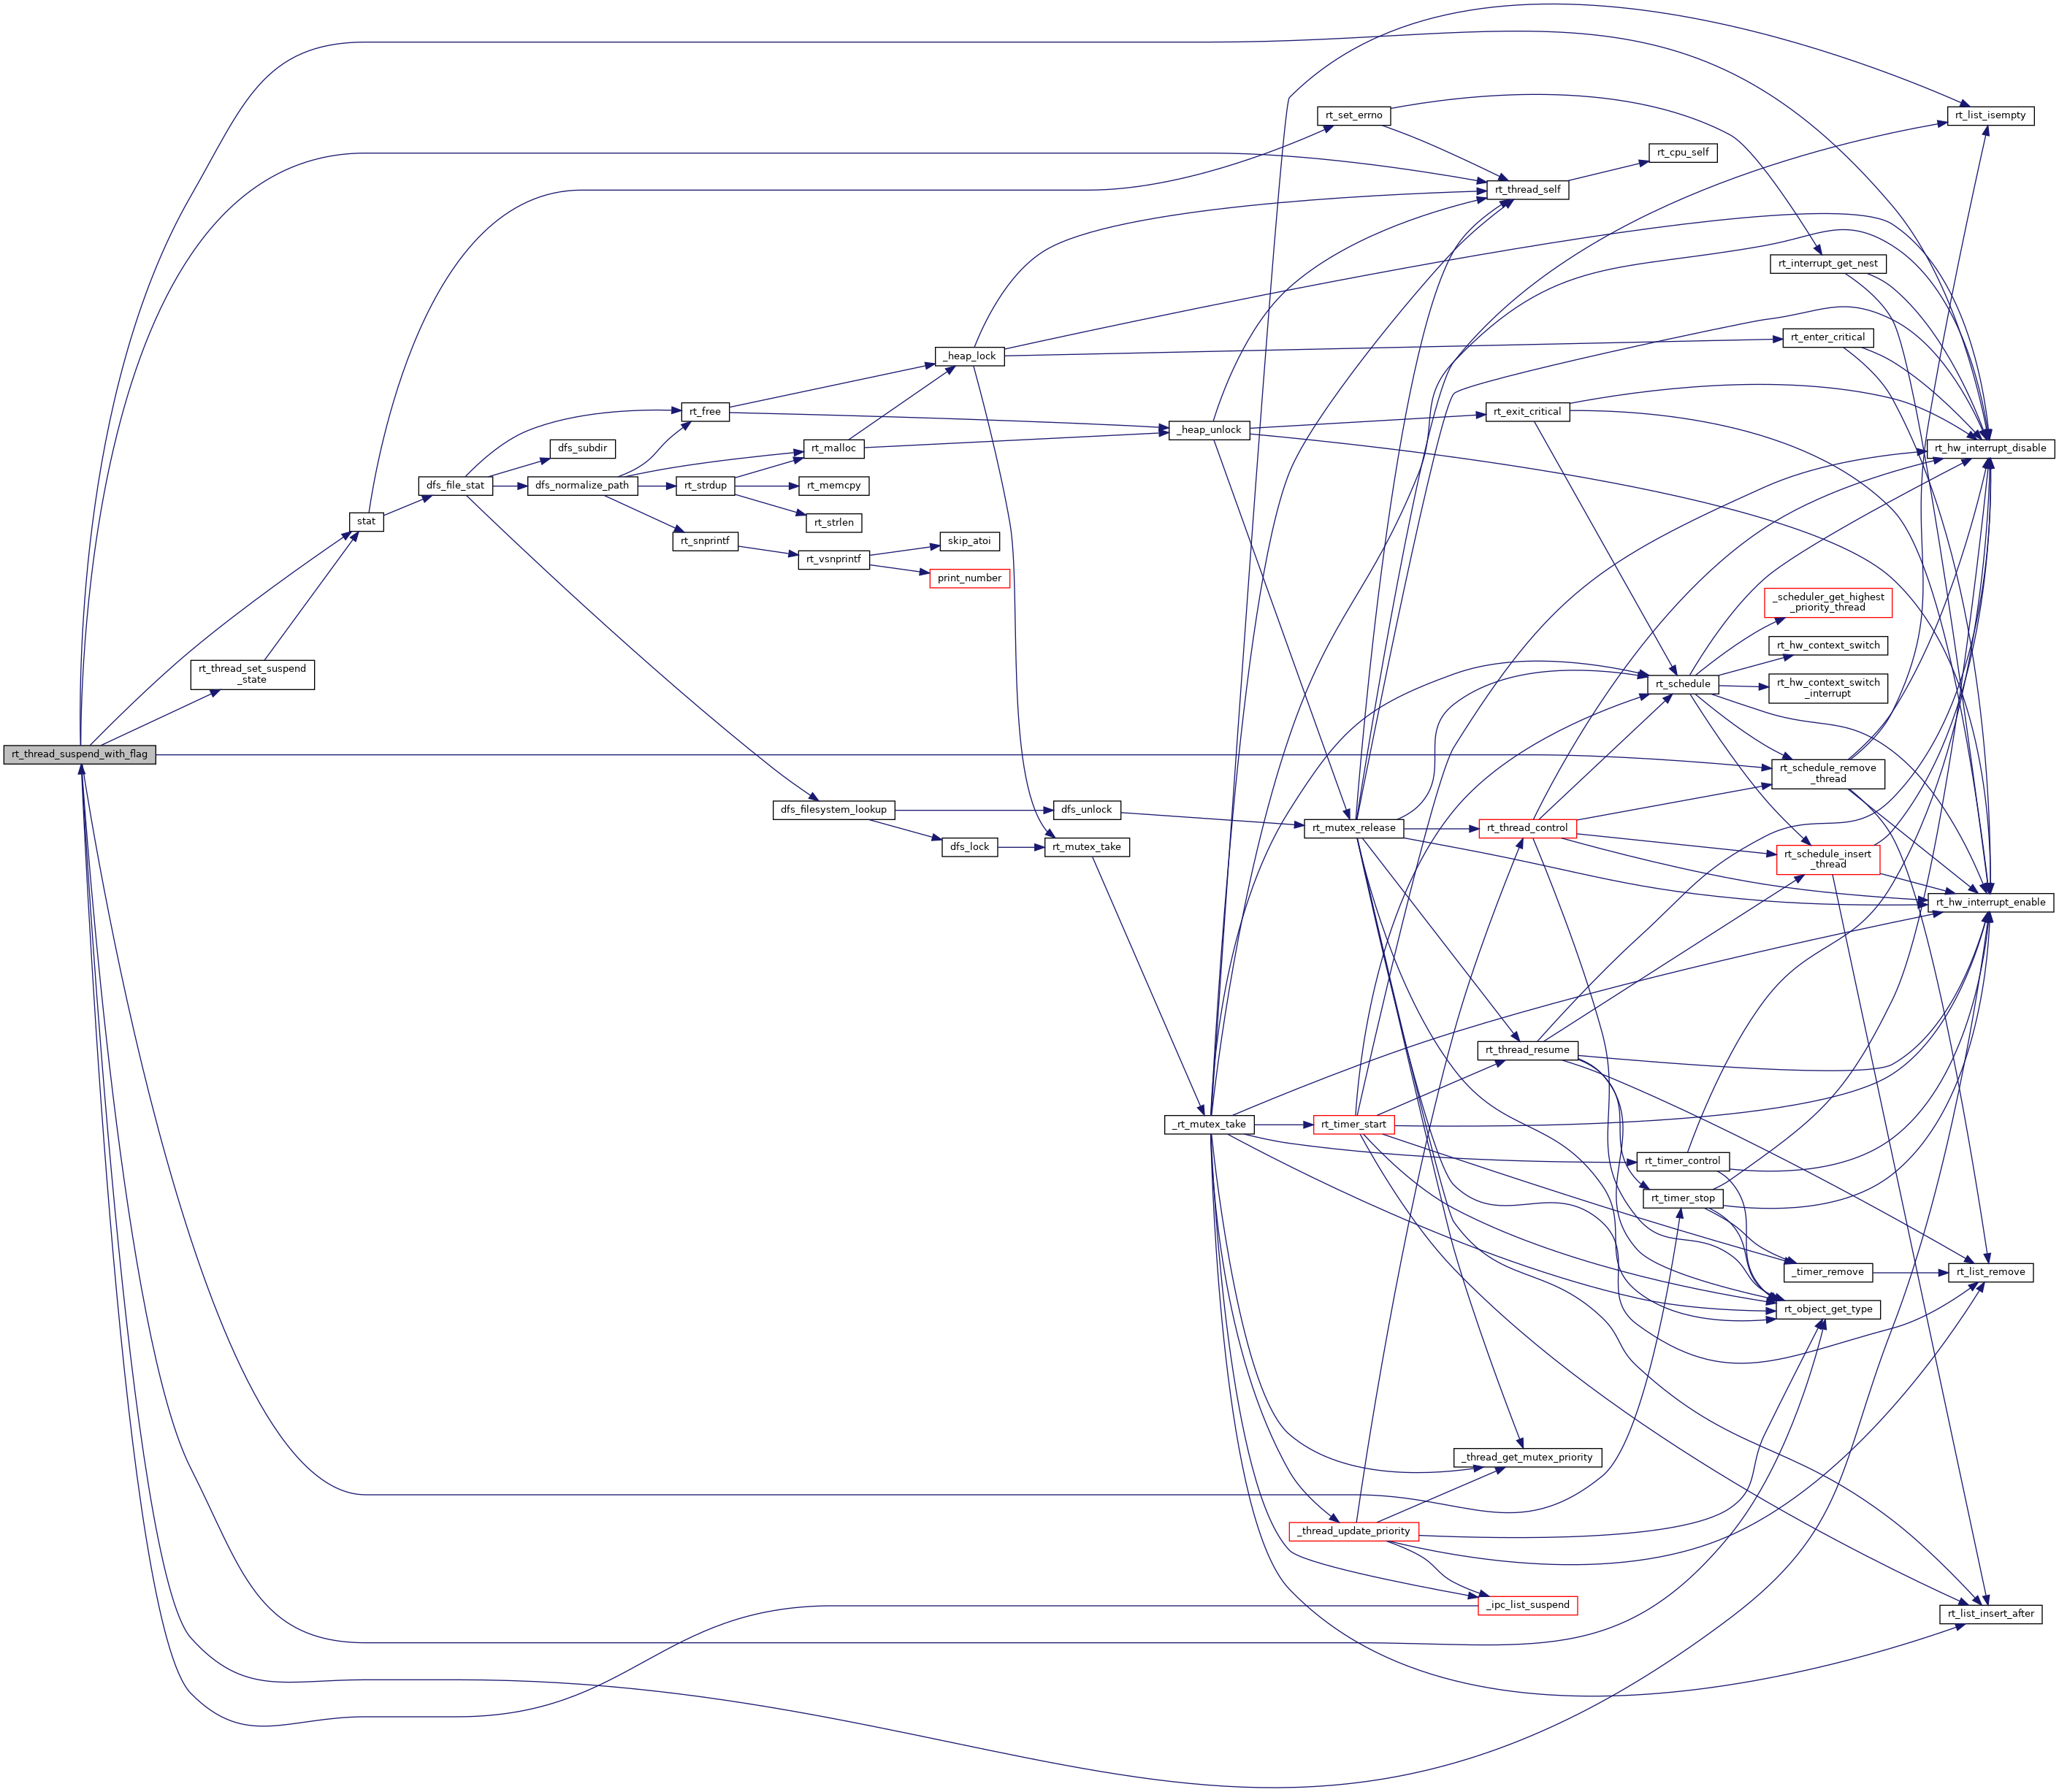 rt_thread_suspend_with_flag
rt_thread_set_suspend
_state
stat
dfs_file_stat
rt_free
dfs_subdir
dfs_normalize_path
rt_malloc
rt_strdup
rt_memcpy
rt_strlen
rt_snprintf
rt_vsnprintf
skip_atoi
print_number
dfs_filesystem_lookup
dfs_unlock
dfs_lock
rt_mutex_take
_heap_lock
_heap_unlock
_rt_mutex_take
rt_set_errno
rt_thread_self
rt_cpu_self
rt_interrupt_get_nest
rt_enter_critical
rt_exit_critical
rt_list_isempty
rt_hw_interrupt_disable
_scheduler_get_highest
_priority_thread
rt_hw_context_switch
rt_schedule
rt_hw_context_switch
_interrupt
rt_schedule_remove
_thread
rt_mutex_release
rt_thread_control
rt_schedule_insert
_thread
rt_hw_interrupt_enable
rt_thread_resume
rt_timer_start
rt_timer_control
rt_timer_stop
_timer_remove
rt_list_remove
rt_object_get_type
_thread_get_mutex_priority
_thread_update_priority
_ipc_list_suspend
rt_list_insert_after